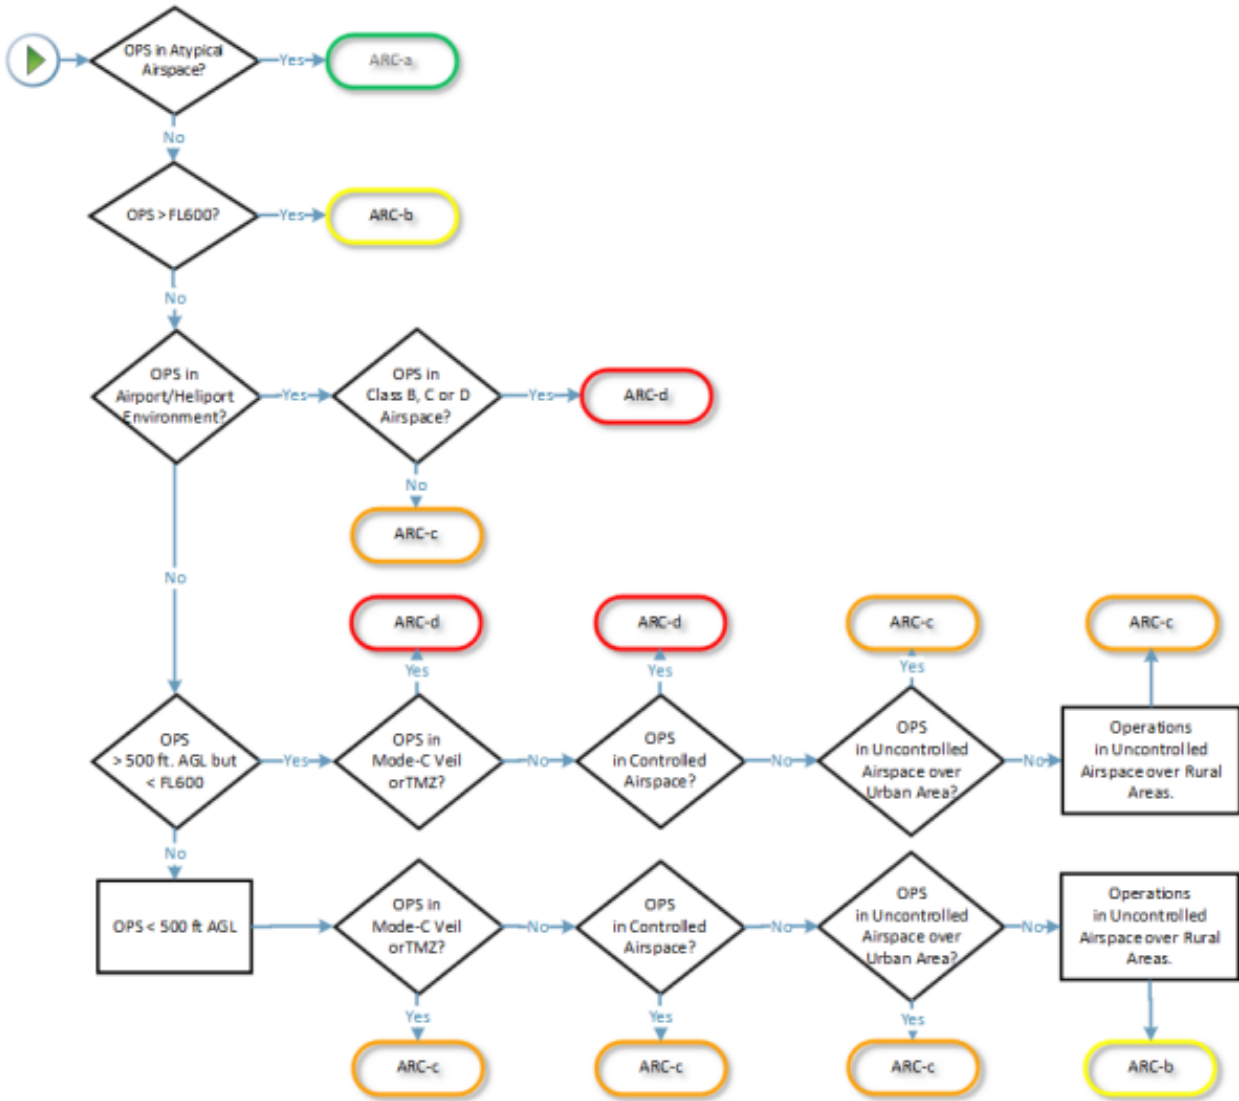 OPS in Atypical
Airspace?
Yes
ARC-a
No
OPS > FL600?
Yes
ARC-b
No
OPS in
Airport/Heliport
Environment?
Yes
OPS in
Class B, C or D
Airspace?
Yes
ARC-d
No
ARC-c
No
ARC-d
ARC-d
ARC-c
ARC-c
Yes
Yes
Yes
OPS
> 500 ft. AGL but
< FL600
Yes
OPS in
Mode-C Veil
or TMZ?
No
OPS
in Controlled
Airspace?
No
OPS
in Uncontrolled
Airspace over
Urban Area?
No
Operations
in Uncontrolled
Airspace over Rural
Areas.
No
OPS < 500 ft AGL
OPS in
Mode-C Veil
or TMZ?
No
OPS
in Controlled
Airspace?
No
OPS
in Uncontrolled
Airspace over
Urban Area?
No
Operations
in Uncontrolled
Airspace over Rural
Areas.
Yes
Yes
Yes
ARC-c
ARC-c
ARC-c
ARC-b